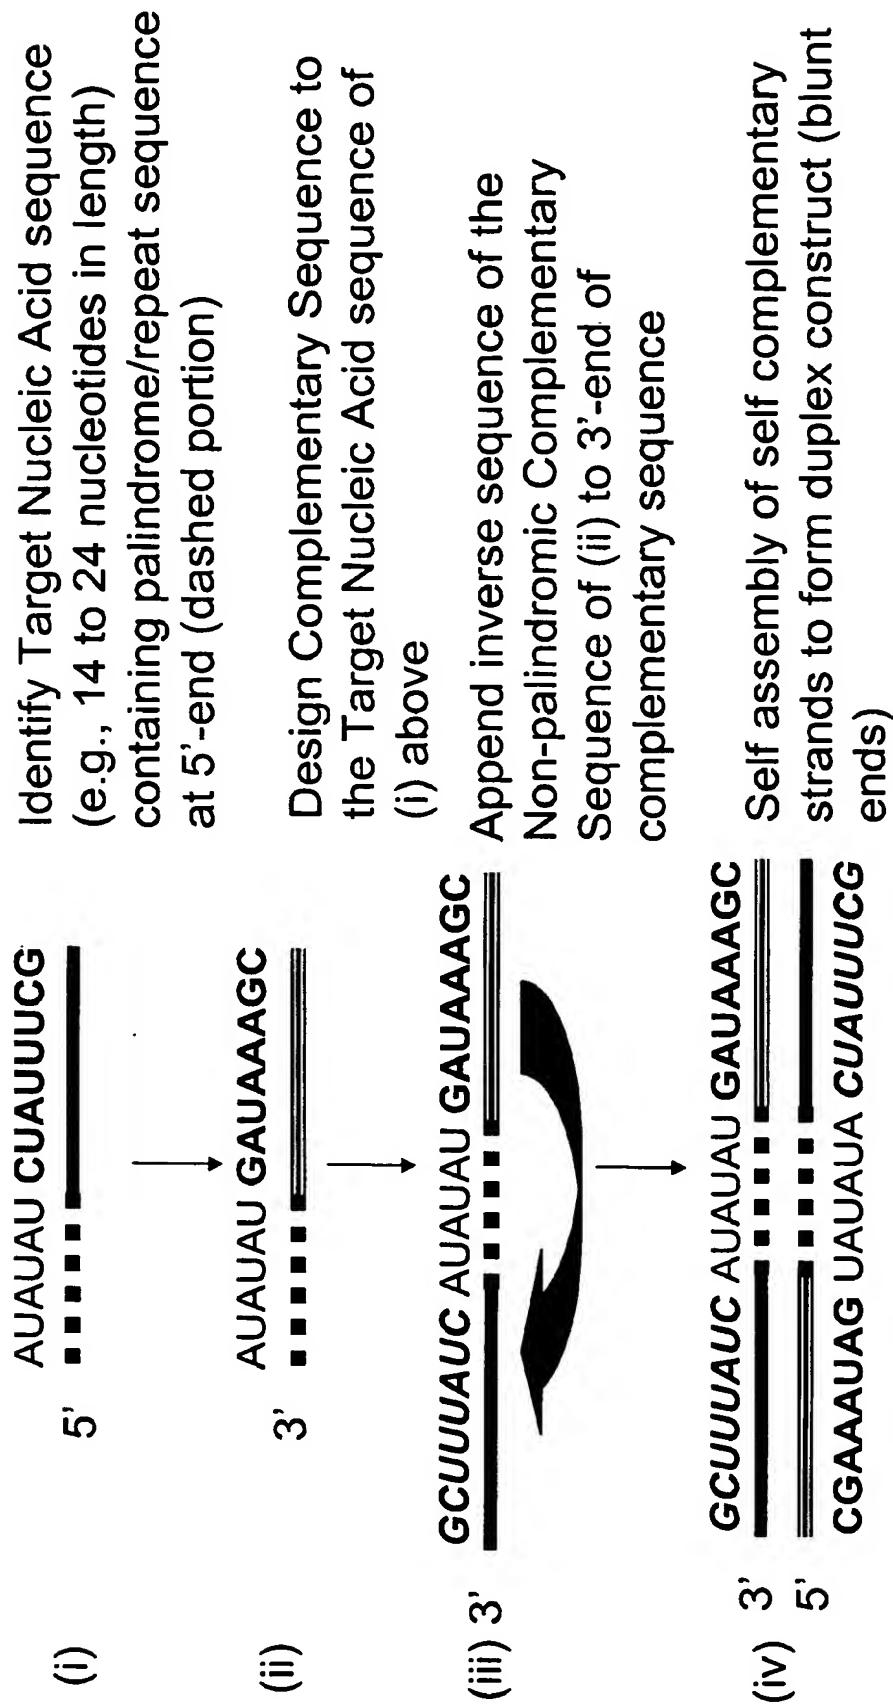 AUAUAU CUAUUUCG
(i) 5'
Identify Target Nucleic Acid sequence
(e.g., 14 to 24 nucleotides in length)
containing palindrome/repeat sequence
at 5'-end (dashed portion)
AUAUAU GAUAAAGC
(ii) 3'
Design Complementary Sequence to
the Target Nucleic Acid sequence of
(i) above
GCUUUAUC AUAUAU GAUAAAGC
(iii) 3'
Append inverse sequence of the
Non-palindromic Complementary
Sequence of (ii) to 3'-end of
complementary sequence
GCUUUAUC AUAUAU GAUAAAGC
(iv) 3'
5'
CGAAAUAG UAUAUA CUAUUUCG
Self assembly of self complementary
strands to form duplex construct (blunt
ends)